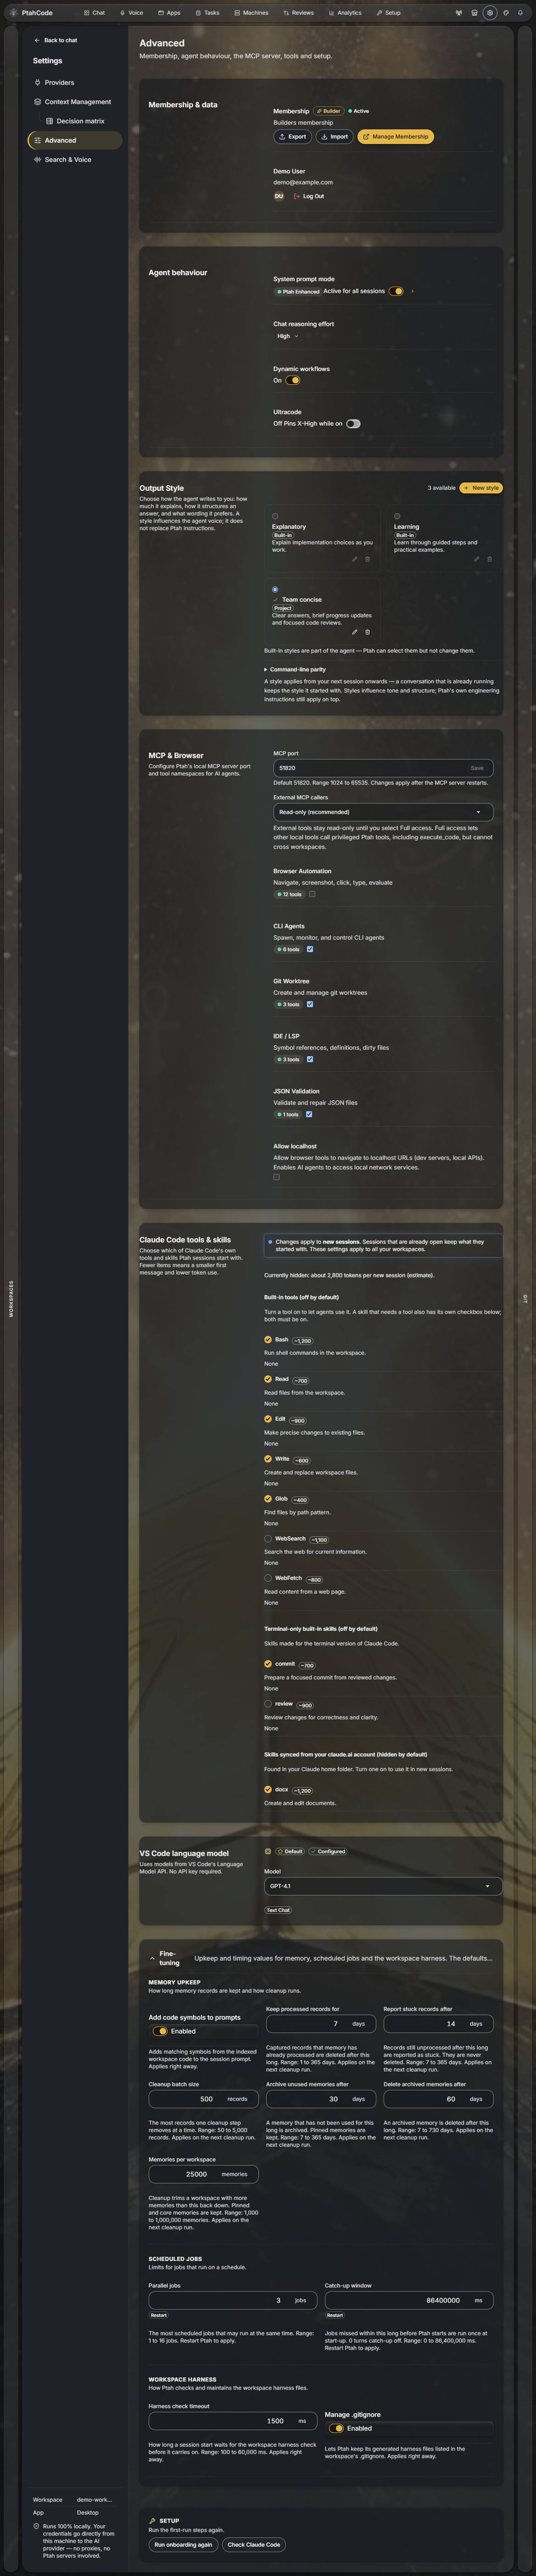 PtahCode
Chat
Voice
Apps
Tasks
Machines
Reviews
Analytics
Setup
Back to chat
Settings
Providers
Context Management
Decision matrix
Advanced
Search & Voice
WORKSPACES
GIT
Advanced
Membership, agent behaviour, the MCP server, tools and setup.
Membership & data
Membership Builder Active
Builders membership
Export Import Manage Membership
Demo User
demo@example.com
DU Log Out
Agent behaviour
System prompt mode
Ptah Enhanced Active for all sessions
Chat reasoning effort
High
Dynamic workflows
On
Ultracode
Off Pins X-High while on
Output Style
Choose how the agent writes to you: how
much it explains, how it structures an
answer, and what wording it prefers. A
style influences the agent voice; it does
not replace Ptah instructions.
3 available New style
Explanatory
Built-in
Explain implementation choices as you
work.
Learning
Built-in
Learn through guided steps and
practical examples.
Team concise
Project
Clear answers, brief progress updates
and focused code reviews.
Built-in styles are part of the agent — Ptah can select them but not change them.
Command-line parity
A style applies from your next session onwards — a conversation that is already running
keeps the style it started with. Styles influence tone and structure; Ptah's own engineering
instructions still apply on top.
MCP & Browser
Configure Ptah's local MCP server port
and tool namespaces for AI agents.
MCP port
51820 Save
Default 51820. Range 1024 to 65535. Changes apply after the MCP server restarts.
External MCP callers
Read-only (recommended)
External tools stay read-only until you select Full access. Full access lets
other local tools call privileged Ptah tools, including execute_code, but cannot
cross workspaces.
Browser Automation
Navigate, screenshot, click, type, evaluate
12 tools
CLI Agents
Spawn, monitor, and control CLI agents
6 tools
Git Worktree
Create and manage git worktrees
3 tools
IDE / LSP
Symbol references, definitions, dirty files
3 tools
JSON Validation
Validate and repair JSON files
1 tools
Allow localhost
Allow browser tools to navigate to localhost URLs (dev servers, local APIs).
Enables AI agents to access local network services.
Claude Code tools & skills
Choose which of Claude Code's own
tools and skills Ptah sessions start with.
Fewer items means a smaller first
message and lower token use.
Changes apply to new sessions. Sessions that are already open keep what they
started with. These settings apply to all your workspaces.
Currently hidden: about 2,800 tokens per new session (estimate).
Built-in tools (off by default)
Turn a tool on to let agents use it. A skill that needs a tool also has its own checkbox below;
both must be on.
Bash ~1,200
Run shell commands in the workspace.
None
Read ~700
Read files from the workspace.
None
Edit ~900
Make precise changes to existing files.
None
Write ~600
Create and replace workspace files.
None
Glob ~400
Find files by path pattern.
None
WebSearch ~1,100
Search the web for current information.
None
WebFetch ~800
Read content from a web page.
None
Terminal-only built-in skills (off by default)
Skills made for the terminal version of Claude Code.
commit ~700
Prepare a focused commit from reviewed changes.
None
review ~900
Review changes for correctness and clarity.
None
Skills synced from your claude.ai account (hidden by default)
Found in your Claude home folder. Turn one on to use it in new sessions.
docx ~1,200
Create and edit documents.
VS Code language model
Uses models from VS Code's Language
Model API. No API key required.
Default Configured
Model
GPT-4.1
Text Chat
Fine-
tuning
Upkeep and timing values for memory, scheduled jobs and the workspace harness. The defaults...
MEMORY UPKEEP
How long memory records are kept and how cleanup runs.
Add code symbols to prompts
Enabled
Adds matching symbols from the indexed
workspace code to the session prompt.
Applies right away.
Keep processed records for
7 days
Captured records that memory has
already processed are deleted after this
long. Range: 1 to 365 days. Applies on the
next cleanup run.
Report stuck records after
14 days
Records still unprocessed after this long
are reported as stuck. They are never
deleted. Range: 7 to 365 days. Applies on
the next cleanup run.
Cleanup batch size
500 records
The most records one cleanup step
removes at a time. Range: 50 to 5,000
records. Applies on the next cleanup run.
Archive unused memories after
30 days
A memory that has not been used for this
long is archived. Pinned memories are
kept. Range: 7 to 365 days. Applies on the
next cleanup run.
Delete archived memories after
60 days
An archived memory is deleted after this
long. Range: 7 to 730 days. Applies on the
next cleanup run.
Memories per workspace
25000 memories
Cleanup trims a workspace with more
memories than this back down. Pinned
and core memories are kept. Range: 1,000
to 1,000,000 memories. Applies on the
next cleanup run.
SCHEDULED JOBS
Limits for jobs that run on a schedule.
Parallel jobs
3 jobs
Restart
The most scheduled jobs that may run at the same time. Range:
1 to 16 jobs. Restart Ptah to apply.
Catch-up window
86400000 ms
Restart
Jobs missed within this long before Ptah starts are run once at
start-up. 0 turns catch-up off. Range: 0 to 86,400,000 ms.
Restart Ptah to apply.
WORKSPACE HARNESS
How Ptah checks and maintains the workspace harness files.
Harness check timeout
1500 ms
How long a session start waits for the workspace harness check
before it carries on. Range: 100 to 60,000 ms. Applies right
away.
Manage .gitignore
Enabled
Lets Ptah keep its generated harness files listed in the
workspace's .gitignore. Applies right away.
SETUP
Run the first-run steps again.
Run onboarding again Check Claude Code
Workspace demo-work...
App Desktop
Runs 100% locally. Your
credentials go directly from
this machine to the AI
provider — no proxies, no
Ptah servers involved.